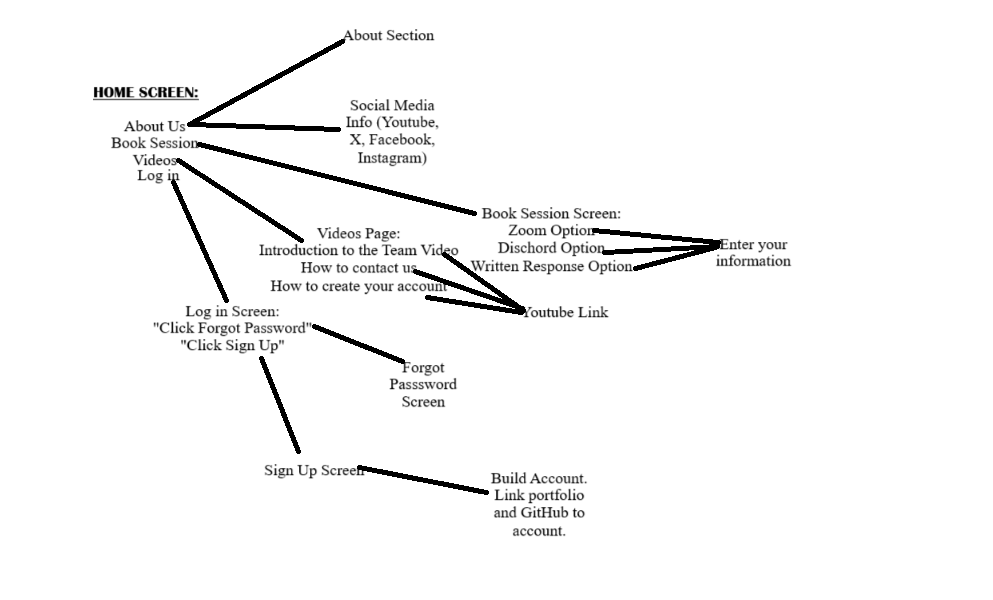 About Section
HOME SCREEN:
About Us
Book Session
Videos
Log in
Social Media
Info (Youtube,
X, Facebook,
Instagram)
Book Session Screen:
Zoom Option
Dischord Option
Written Response Option
Enter your
information
Videos Page:
Introduction to the Team Video
How to contact us
How to create your account
Youtube Link
Log in Screen:
"Click Forgot Password"
"Click Sign Up"
Forgot
Passsword
Screen
Sign Up Screen
Build Account.
Link portfolio
and GitHub to
account.